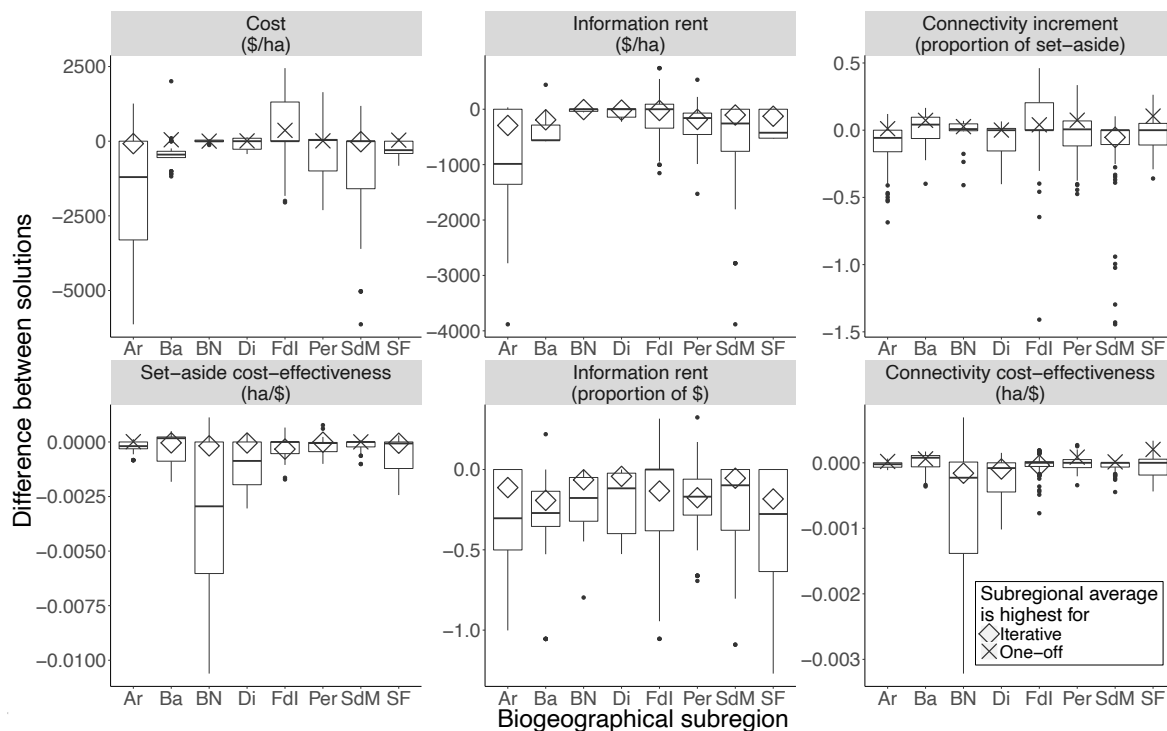 Cost
($/ha)
Information rent
($/ha)
Connectivity increment
(proportion of set−aside)
2500
0
−2500
−5000
0
−1000
−2000
−3000
−4000
0.5
0.0
−0.5
−1.0
−1.5
Ar Ba BN Di FdI Per SdM SF
Ar Ba BN Di FdI Per SdM SF
Ar Ba BN Di FdI Per SdM SF
Set−aside cost−effectiveness
(ha/$)
Information rent
(proportion of $)
Connectivity cost−effectiveness
(ha/$)
0.0000
−0.0025
−0.0050
−0.0075
−0.0100
0.0
−0.5
−1.0
0.000
−0.001
−0.002
−0.003
Ar Ba BN Di FdI Per SdM SF
Ar Ba BN Di FdI Per SdM SF
Ar Ba BN Di FdI Per SdM SF
Difference between solutions
Biogeographical subregion
Subregional average
is highest for
Iterative
One−off